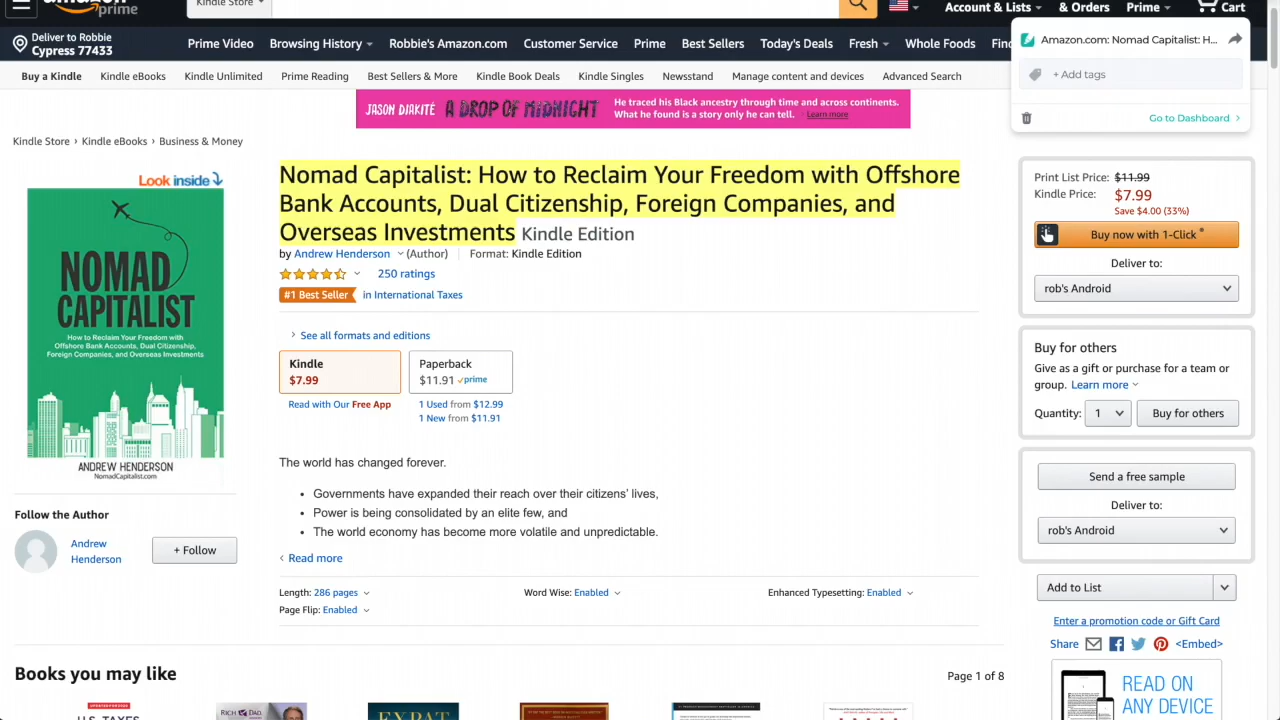 prime
Kindle Store
Account & Lists
& Orders
Prime
Cart
Deliver to Robbie
Cypress 77433
Prime Video
Browsing History
Robbie's Amazon.com
Customer Service
Prime
Best Sellers
Today's Deals
Fresh
Whole Foods
Amazon.com: Nomad Capitalist: H...
+ Add tags
Go to Dashboard
Buy a Kindle
Kindle eBooks
Kindle Unlimited
Prime Reading
Best Sellers & More
Kindle Book Deals
Kindle Singles
Newsstand
Manage content and devices
Advanced Search
JASON DIAKITÉ A DROP OF MIDNIGHT
He traced his Black ancestry through time and across continents.
What he found is a story only he can tell. Learn more
Kindle Store › Kindle eBooks › Business & Money
Look inside
NOMAD
CAPITALIST
How to Reclaim Your Freedom with
Offshore Bank Accounts, Dual Citizenship,
Foreign Companies, and Overseas Investments
ANDREW HENDERSON
NomadCapitalist.com
Follow the Author
Andrew
Henderson
+ Follow
Nomad Capitalist: How to Reclaim Your Freedom with Offshore
Bank Accounts, Dual Citizenship, Foreign Companies, and
Overseas Investments Kindle Edition
by Andrew Henderson (Author) Format: Kindle Edition
250 ratings
#1 Best Seller in International Taxes
See all formats and editions
Kindle
$7.99
Read with Our Free App
Paperback
$11.91 prime
1 Used from $12.99
1 New from $11.91
The world has changed forever.
• Governments have expanded their reach over their citizens' lives,
• Power is being consolidated by an elite few, and
• The world economy has become more volatile and unpredictable.
Read more
Length: 286 pages
Word Wise: Enabled
Enhanced Typesetting: Enabled
Page Flip: Enabled
Print List Price: $11.99
Kindle Price: $7.99
Save $4.00 (33%)
Buy now with 1-Click ®
Deliver to:
rob's Android
Buy for others
Give as a gift or purchase for a team or
group. Learn more
Quantity: 1
Buy for others
Send a free sample
Deliver to:
rob's Android
Add to List
Enter a promotion code or Gift Card
Share <Embed>
READ ON
ANY DEVICE
Books you may like
Page 1 of 8
U.S. TAXES
RICH DAD
EXPAT